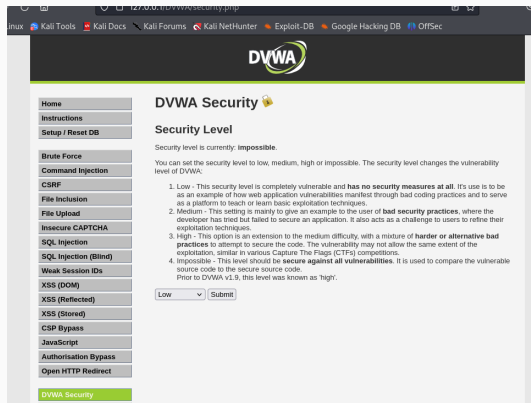 127.0.0.1/DVWA/security.php
Linux Kali Tools Kali Docs Kali Forums Kali NetHunter Exploit-DB Google Hacking DB OffSec
DVWA
Home
Instructions
Setup / Reset DB
Brute Force
Command Injection
CSRF
File Inclusion
File Upload
Insecure CAPTCHA
SQL Injection
SQL Injection (Blind)
Weak Session IDs
XSS (DOM)
XSS (Reflected)
XSS (Stored)
CSP Bypass
JavaScript
Authorisation Bypass
Open HTTP Redirect
DVWA Security
DVWA Security
Security Level
Security level is currently: impossible.
You can set the security level to low, medium, high or impossible. The security level changes the vulnerability
level of DVWA:
1. Low - This security level is completely vulnerable and has no security measures at all. It's use is to be
as an example of how web application vulnerabilities manifest through bad coding practices and to serve
as a platform to teach or learn basic exploitation techniques.
2. Medium - This setting is mainly to give an example to the user of bad security practices, where the
developer has tried but failed to secure an application. It also acts as a challenge to users to refine their
exploitation techniques.
3. High - This option is an extension to the medium difficulty, with a mixture of harder or alternative bad
practices to attempt to secure the code. The vulnerability may not allow the same extent of the
exploitation, similar in various Capture The Flags (CTFs) competitions.
4. Impossible - This level should be secure against all vulnerabilities. It is used to compare the vulnerable
source code to the secure source code.
Prior to DVWA v1.9, this level was known as 'high'.
Low Submit